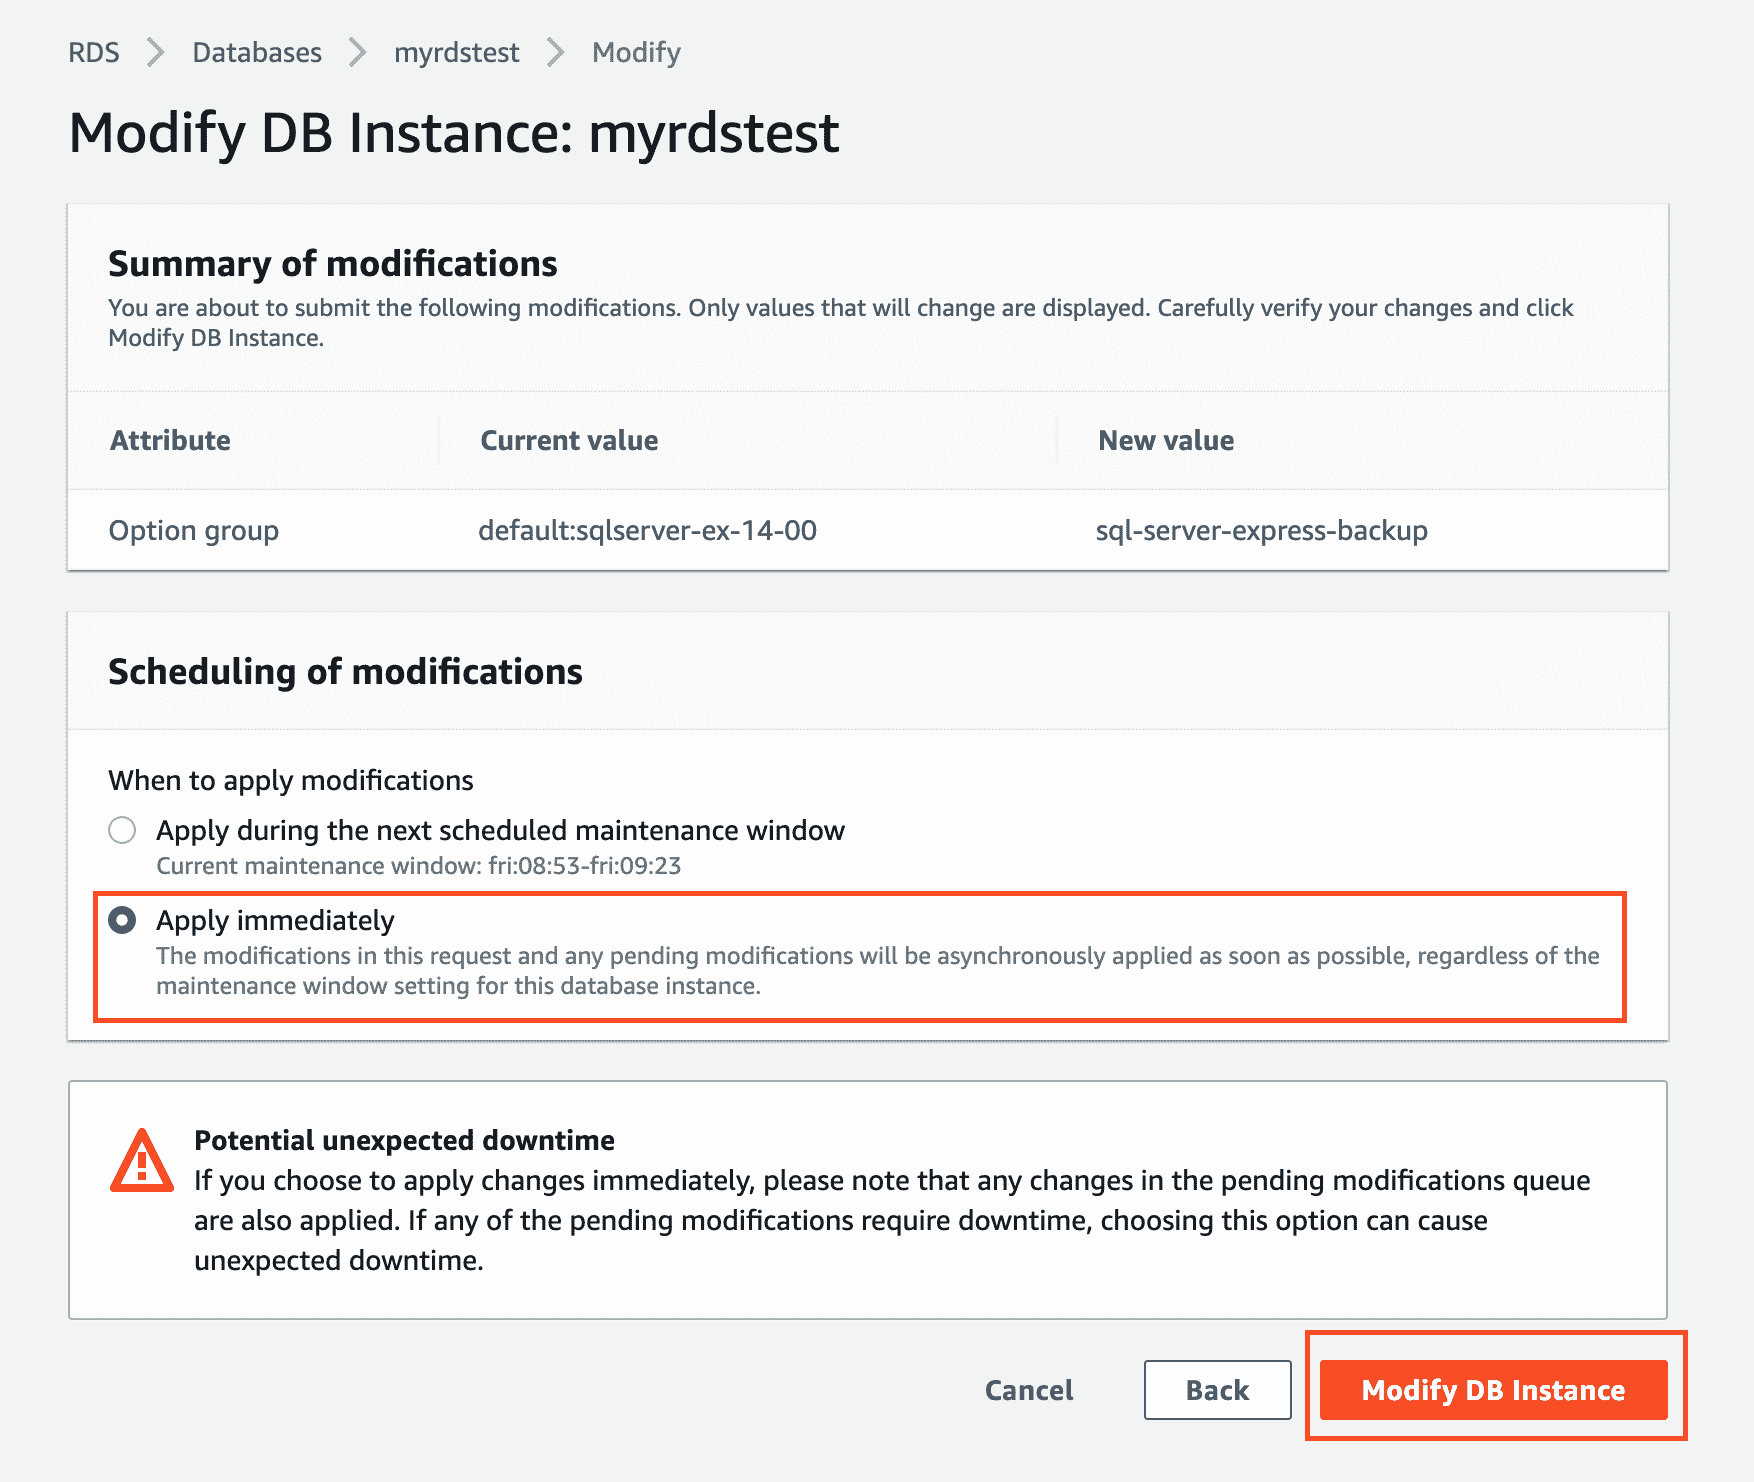 RDS Databases myrdstest Modify
Modify DB Instance: myrdstest
Summary of modifications
You are about to submit the following modifications. Only values that will change are displayed. Carefully verify your changes and click
Modify DB Instance.
Attribute Current value New value
Option group default:sqlserver-ex-14-00 sql-server-express-backup
Scheduling of modifications
When to apply modifications
Apply during the next scheduled maintenance window
Current maintenance window: fri:08:53-fri:09:23
Apply immediately
The modifications in this request and any pending modifications will be asynchronously applied as soon as possible, regardless of the
maintenance window setting for this database instance.
Potential unexpected downtime
If you choose to apply changes immediately, please note that any changes in the pending modifications queue
are also applied. If any of the pending modifications require downtime, choosing this option can cause
unexpected downtime.
Cancel Back Modify DB Instance